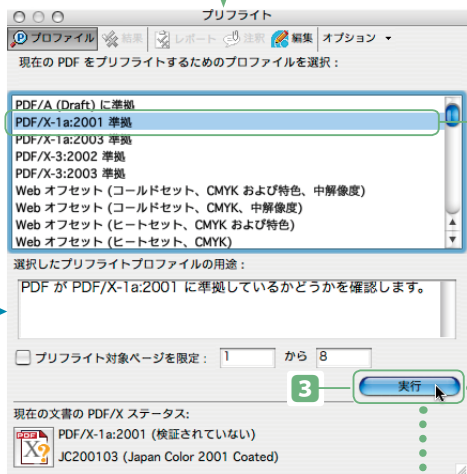 プリフライト
プロファイル 結果 レポート 注釈 編集 オプション
現在の PDF をプリフライトするためのプロファイルを選択：
PDF/A (Draft) に準拠
PDF/X-1a:2001 準拠
PDF/X-1a:2003 準拠
PDF/X-3:2002 準拠
PDF/X-3:2003 準拠
Web オフセット (コールドセット、CMYK および特色、中解像度)
Web オフセット (コールドセット、CMYK、中解像度)
Web オフセット (ヒートセット、CMYK および特色)
Web オフセット (ヒートセット、CMYK)
選択したプリフライトプロファイルの用途：
PDF が PDF/X-1a:2001 に準拠しているかどうかを確認します。
プリフライト対象ページを限定： 1 から 8
3 実行
現在の文書の PDF/X ステータス:
PDF/X-1a:2001 (検証されていない)
JC200103 (Japan Color 2001 Coated)
PDF
X?